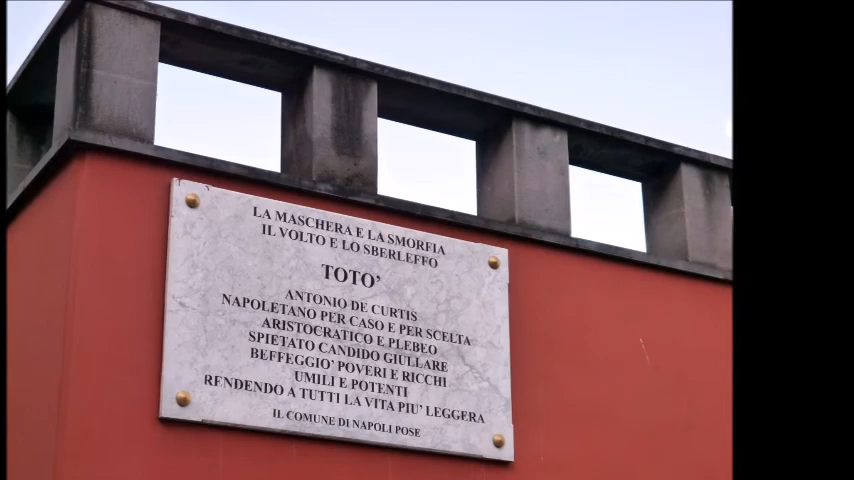 LA MASCHERA E LA SMORFIA
IL VOLTO E LO SBERLEFFO
TOTO'
ANTONIO DE CURTIS
NAPOLETANO PER CASO E PER SCELTA
ARISTOCRATICO E PLEBEO
SPIETATO CANDIDO GIULLARE
BEFFEGGIO' POVERI E RICCHI
UMILI E POTENTI
RENDENDO A TUTTI LA VITA PIU' LEGGERA
IL COMUNE DI NAPOLI POSE